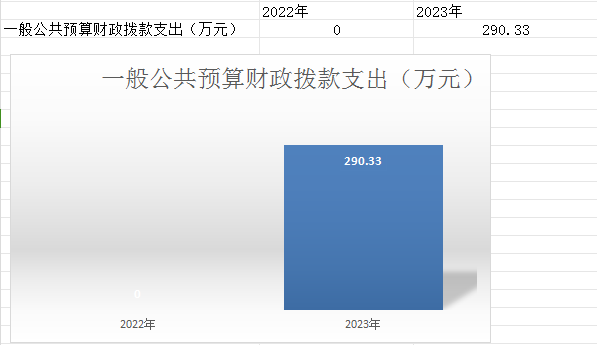 2022年 2023年
一般公共预算财政拨款支出（万元） 0 290.33
一般公共预算财政拨款支出（万元）
290.33
0
2022年 2023年